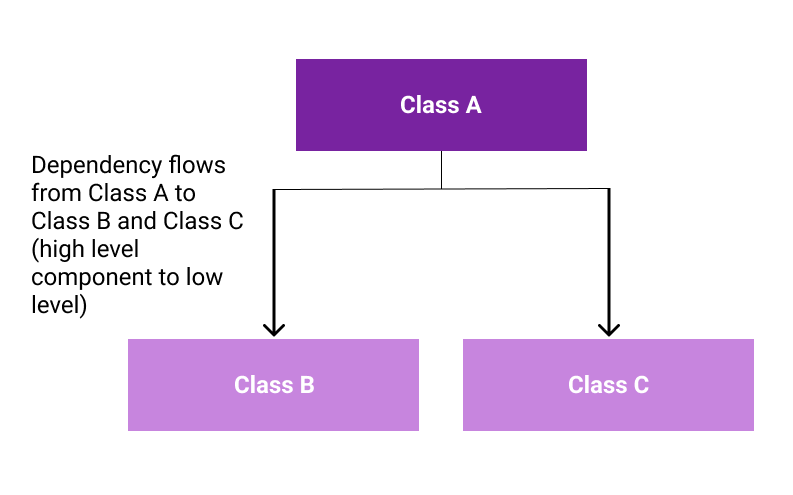 Class A
Dependency flows
from Class A to
Class B and Class C
(high level
component to low
level)
Class B
Class C